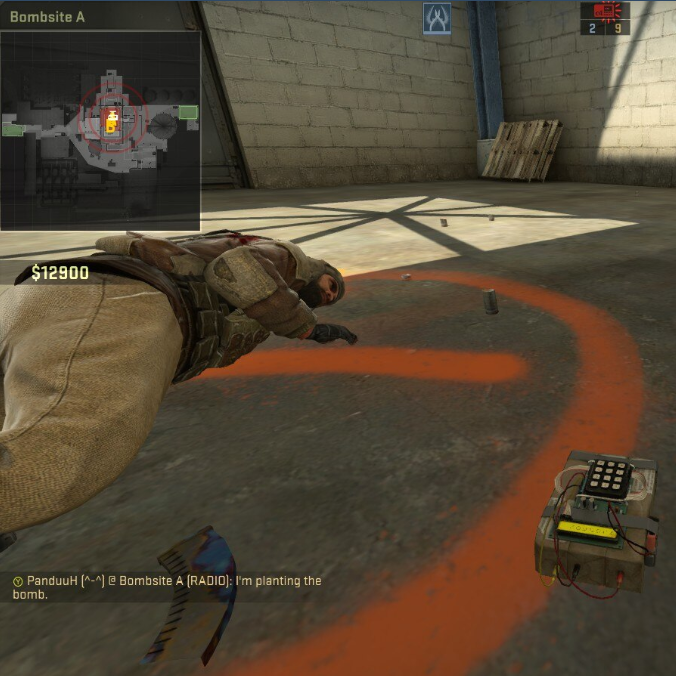 Bombsite A
2 9
$12900
PanduuH (^-^) @ Bombsite A (RADIO): I'm planting the
bomb.